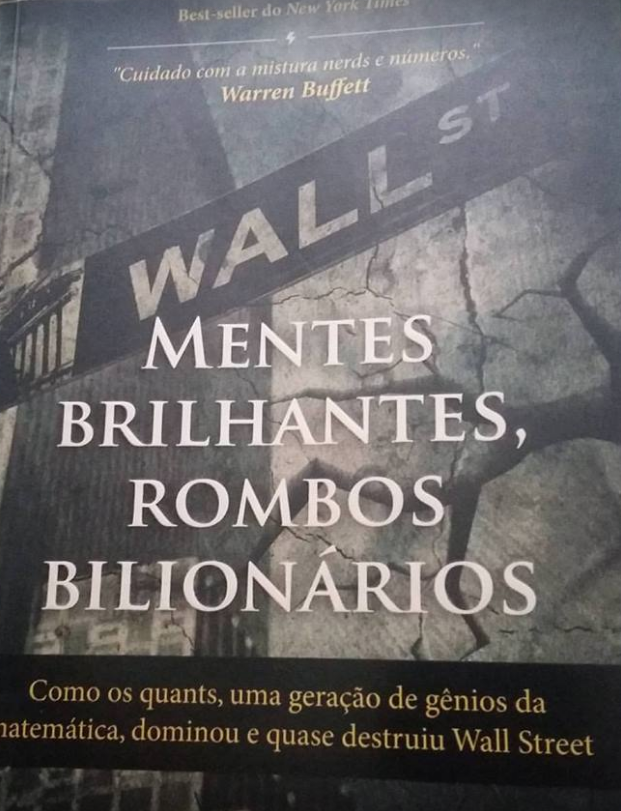 Best-seller do New York Times
"Cuidado com a mistura nerds e números."
Warren Buffett
WALL ST
MENTES
BRILHANTES,
ROMBOS
BILIONÁRIOS
Como os quants, uma geração de gênios da
matemática, dominou e quase destruiu Wall Street